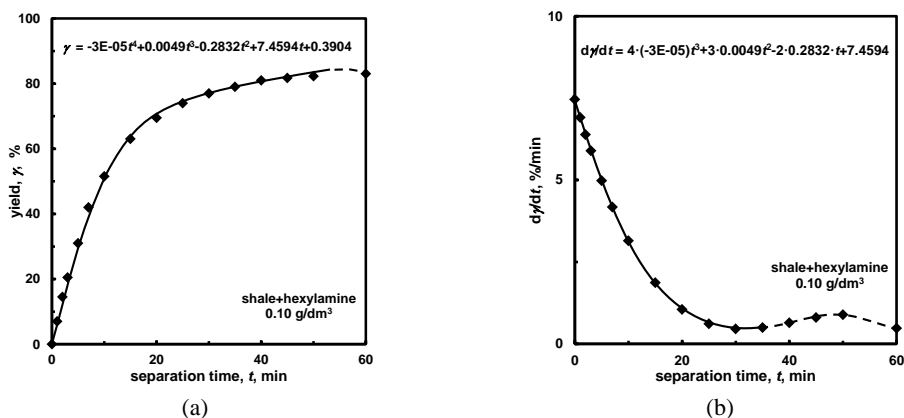 100
80
60
40
20
0
yield, γ, %
γ = -3E-05t⁴+0.0049t³-0.2832t²+7.4594t+0.3904
shale+hexylamine
0.10 g/dm³
0 20 40 60
separation time, t, min
(a)
10
5
0
dγ/dt, %/min
dγ/dt = 4·(-3E-05)t³+3·0.0049t²-2·0.2832·t+7.4594
shale+hexylamine
0.10 g/dm³
0 20 40 60
separation time, t, min
(b)